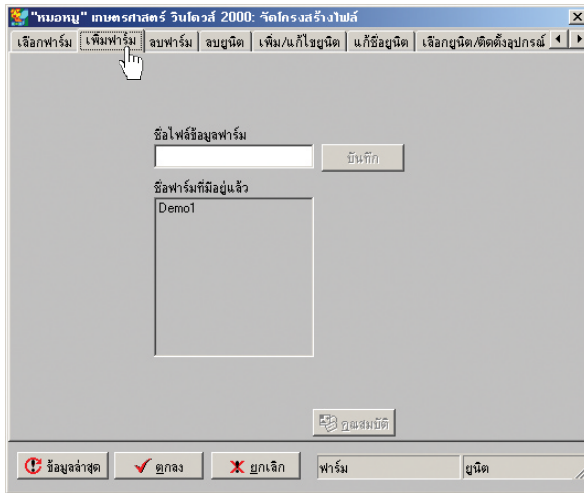 "หมอหมู" เกษตรศาสตร์ วินโดวส์ 2000: จัดโครงสร้างไฟล์
เลือกฟาร์ม เพิ่มฟาร์ม ลบฟาร์ม ลบยูนิต เพิ่ม/แก้ไขยูนิต แก้ชื่อยูนิต เลือกยูนิต/ติดตั้งอุปกรณ์
ชื่อไฟล์ข้อมูลฟาร์ม
บันทึก
ชื่อฟาร์มที่มีอยู่แล้ว
Demo1
คุณสมบัติ
ข้อมูลล่าสุด ตกลง ยกเลิก ฟาร์ม ยูนิต